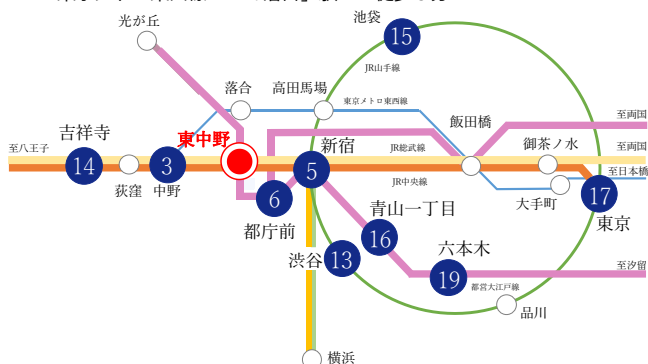 光が丘
池袋
15
JR山手線
落合
高田馬場
東京メトロ東西線
飯田橋
至両国
吉祥寺
東中野
新宿
JR総武線
御茶ノ水
至両国
至八王子
14
3
5
至日本橋
荻窪
中野
JR中央線
6
大手町
17
都庁前
青山一丁目
東京
16
六本木
渋谷
13
19
至汐留
都営大江戸線
品川
横浜